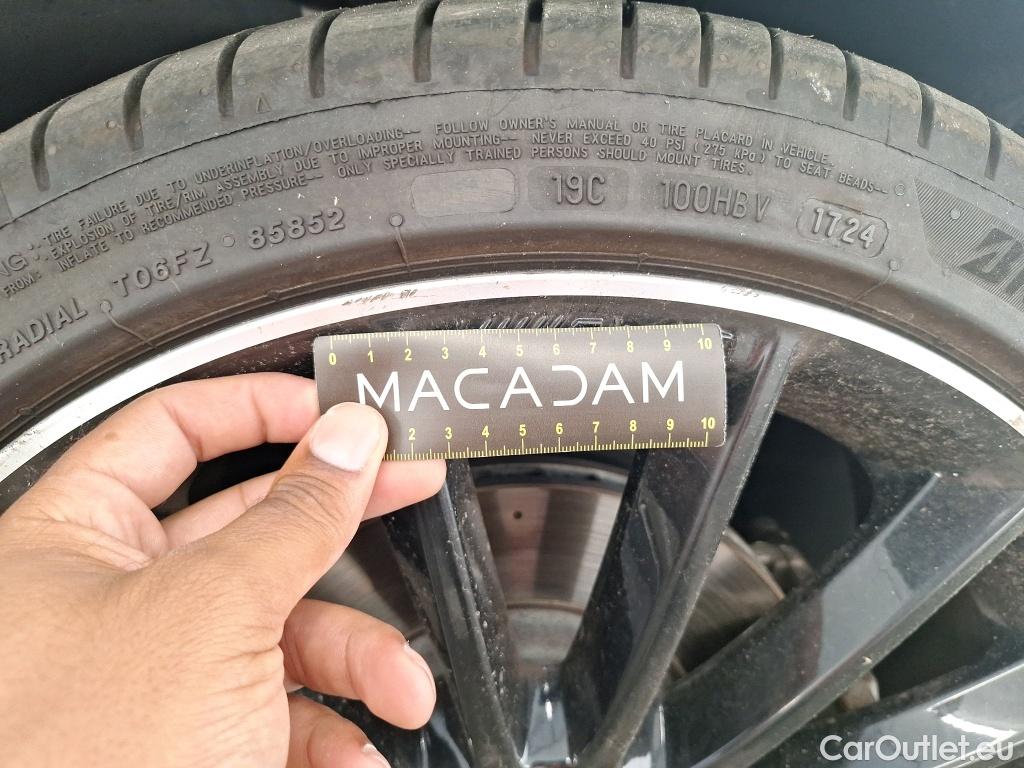 FOLLOW OWNER'S MANUAL OR TIRE PLACARD IN VEHICLE.
TIRE FAILURE DUE TO UNDERINFLATION/OVERLOADING
NEVER EXCEED 40 PSI (275 kPa) TO SEAT BEADS
EXPLOSION OF TIRE/RIM ASSEMBLY DUE TO IMPROPER MOUNTING
ONLY SPECIALLY TRAINED PERSONS SHOULD MOUNT TIRES.
FROM: INFLATE TO RECOMMENDED PRESSURE
19C
100HBV
1724
RADIAL T06FZ 85852
0 1 2 3 4 5 6 7 8 9 10
MACADAM
2 3 4 5 6 7 8 9 10
CarOutlet.eu